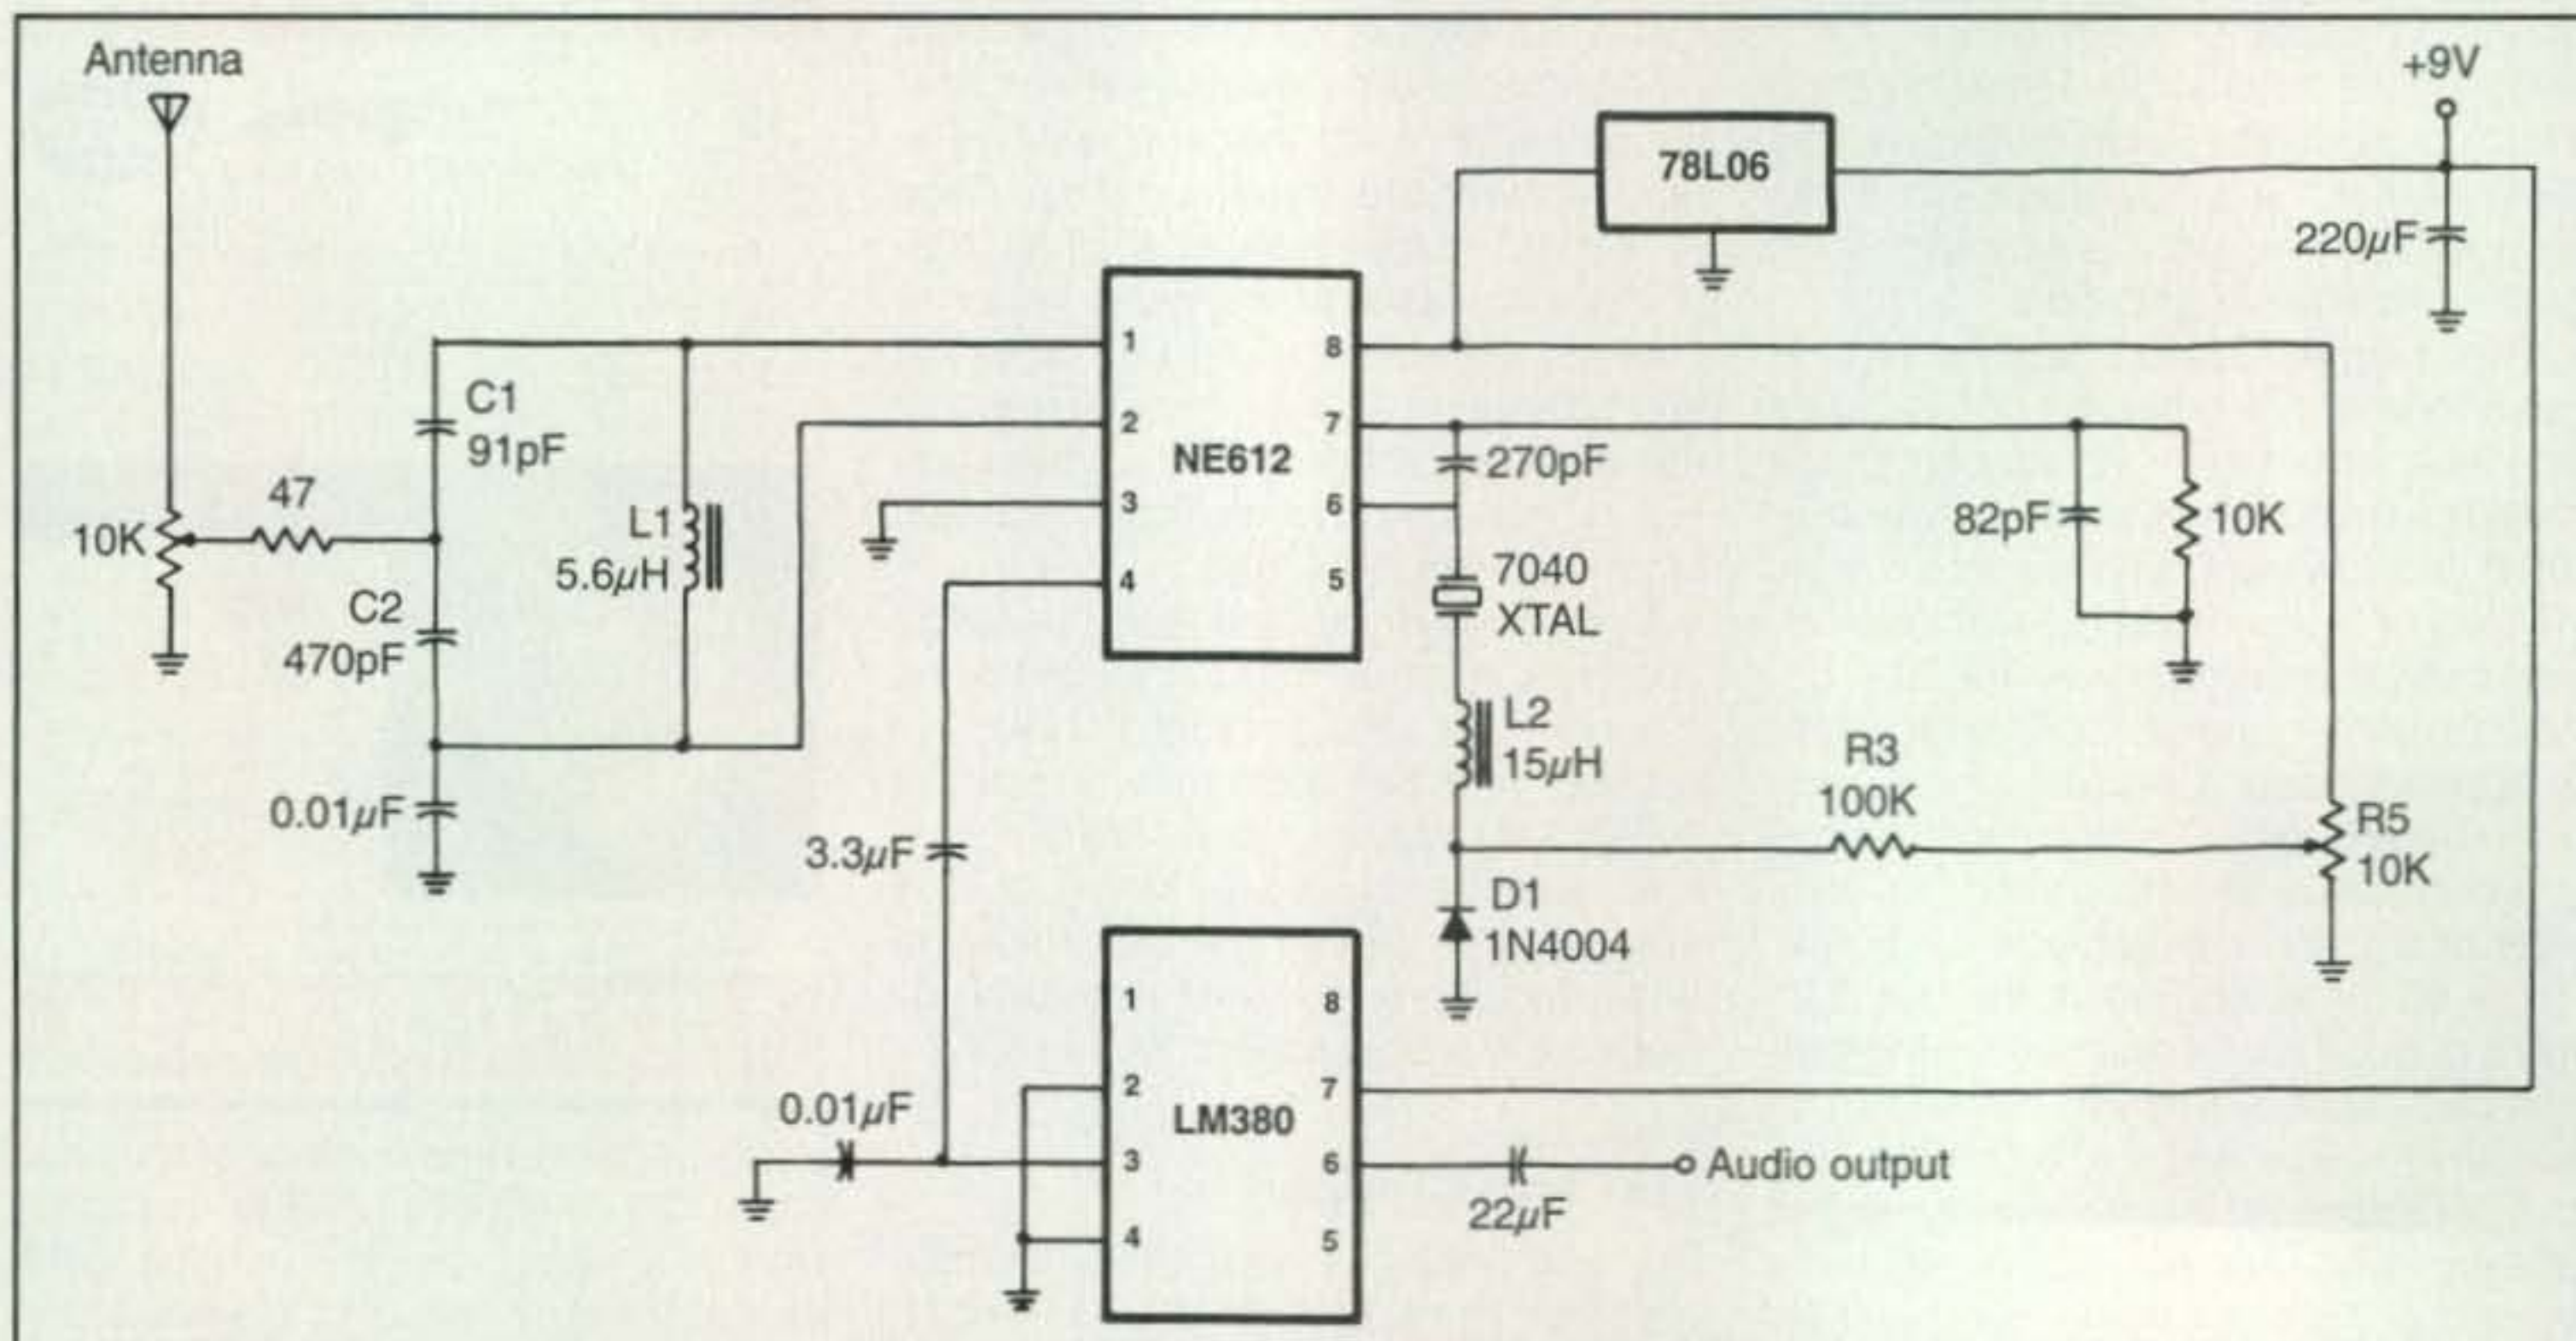 Antenna
+9V
78L06
220μF
C1
91pF
47
10K
L1
5.6μH
C2
470pF
0.01μF
1
2
3
4
NE612
8
7
6
5
270pF
7040
XTAL
82pF
10K
L2
15μH
R3
100K
R5
10K
D1
1N4004
3.3μF
0.01μF
1
2
3
4
LM380
8
7
6
5
22μF
Audio output